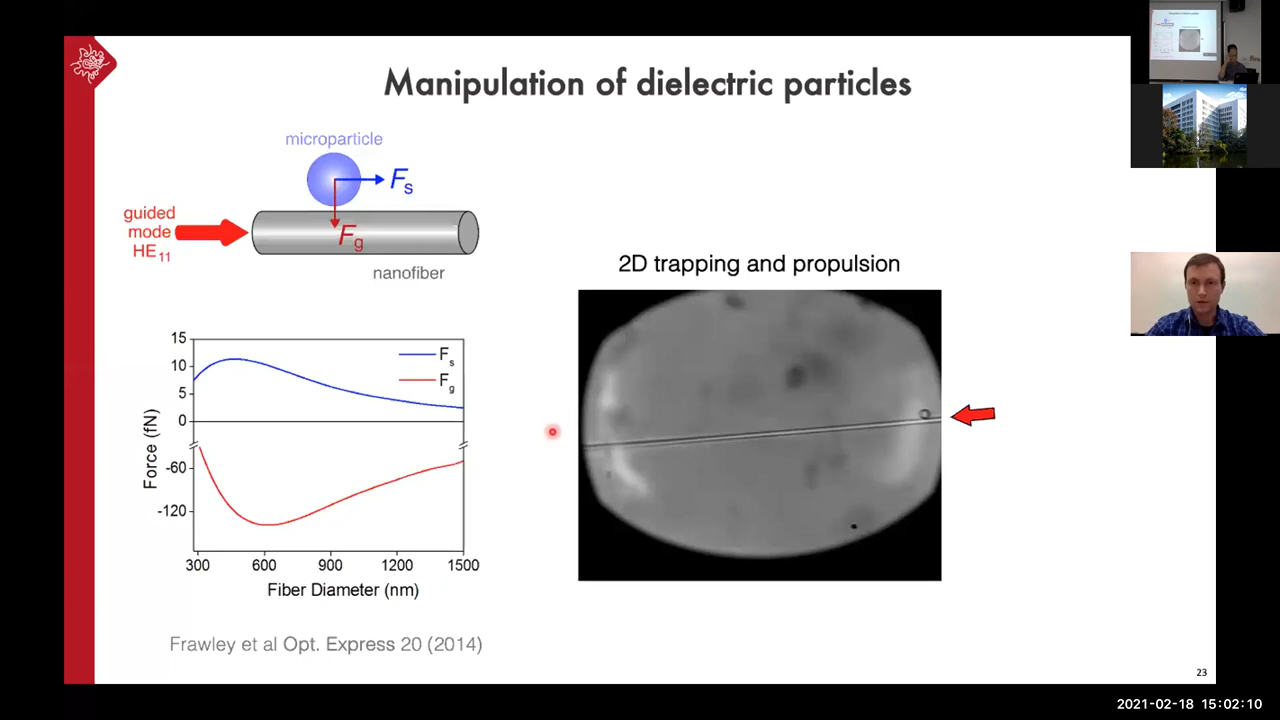 Manipulation of dielectric particles
microparticle
Fs
guided
mode
HE11
Fg
nanofiber
2D trapping and propulsion
15
10
5
0
-60
-120
Force (fN)
Fs
Fg
300 600 900 1200 1500
Fiber Diameter (nm)
Frawley et al Opt. Express 20 (2014)
23
2021-02-18 15:02:10